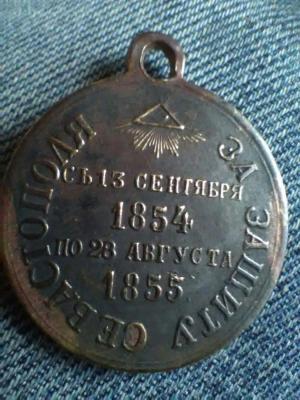 ЗА ЗАЩИТУ СЕВАСТОПОЛЯ
СЪ 13 СЕНТЯБРЯ
1854
ПО 28 АВГУСТА
1855